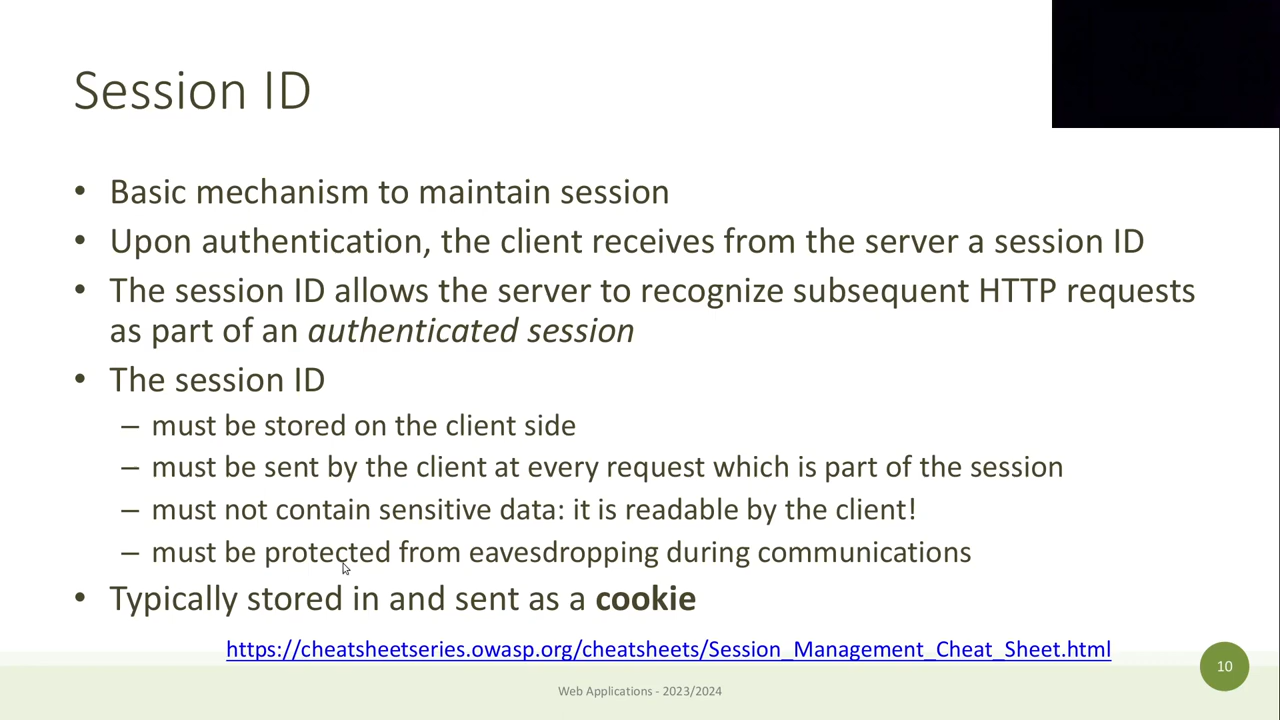 Session ID
• Basic mechanism to maintain session
• Upon authentication, the client receives from the server a session ID
• The session ID allows the server to recognize subsequent HTTP requests
as part of an authenticated session
• The session ID
– must be stored on the client side
– must be sent by the client at every request which is part of the session
– must not contain sensitive data: it is readable by the client!
– must be protected from eavesdropping during communications
• Typically stored in and sent as a cookie
https://cheatsheetseries.owasp.org/cheatsheets/Session_Management_Cheat_Sheet.html
10
Web Applications - 2023/2024